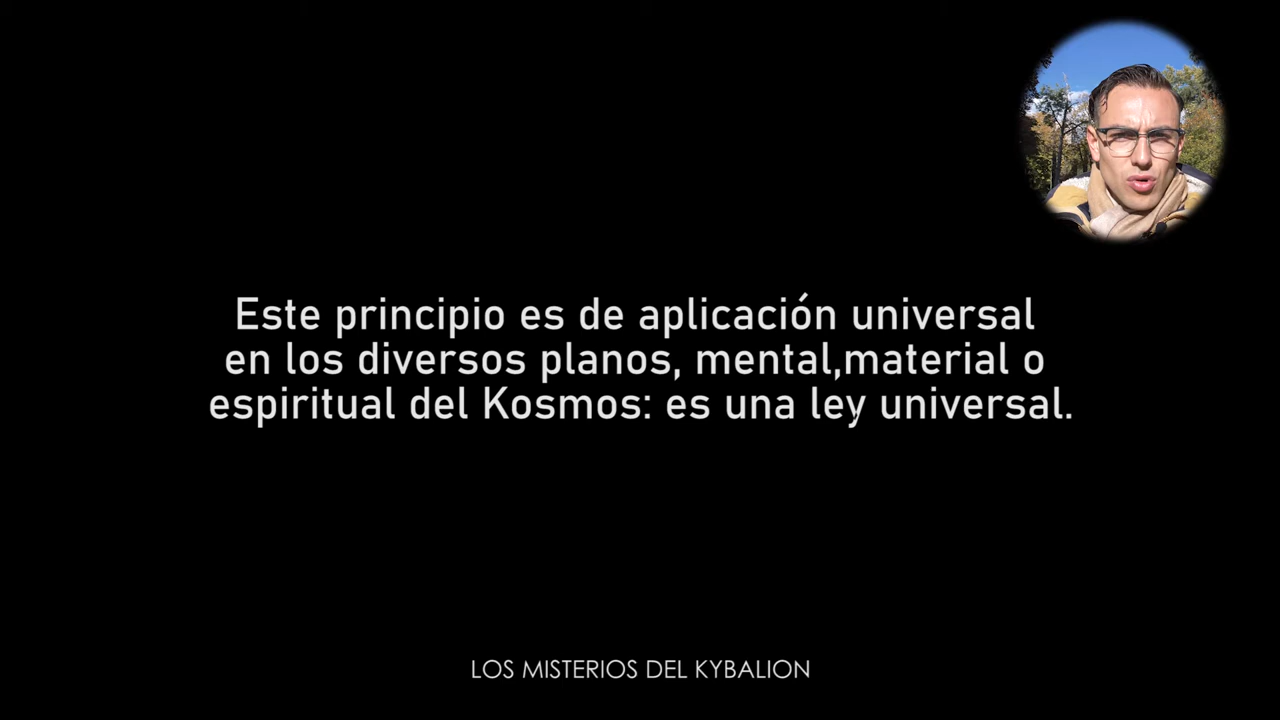 Este principio es de aplicación universal
en los diversos planos, mental,material o
espiritual del Kosmos: es una ley universal.
LOS MISTERIOS DEL KYBALION